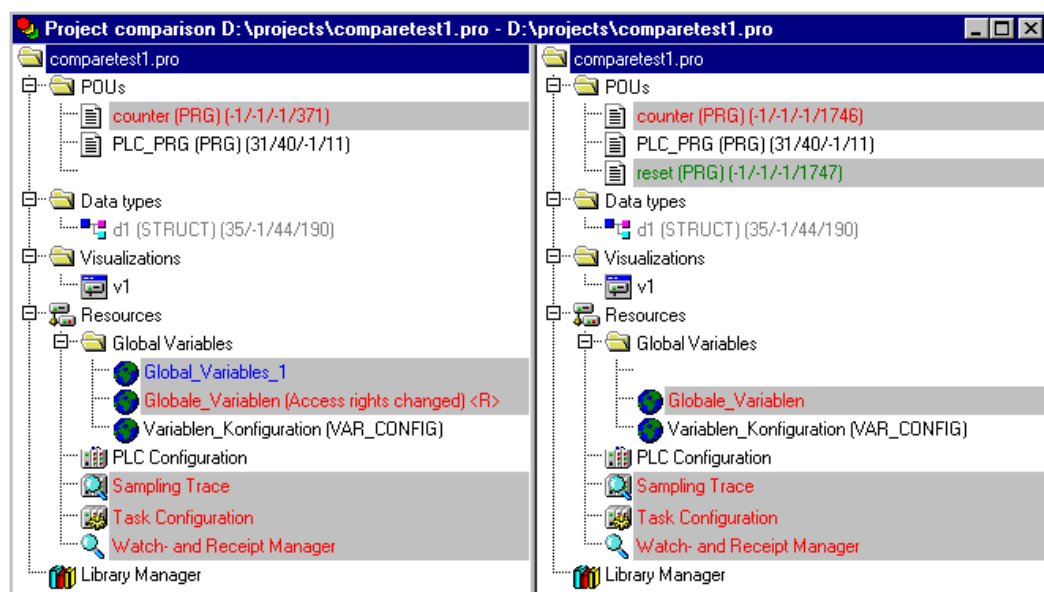 Project comparison D:\projects\comparetest1.pro - D:\projects\comparetest1.pro
comparetest1.pro
POUs
counter (PRG) (-1/-1/-1/371)
PLC_PRG (PRG) (31/40/-1/11)
Data types
d1 (STRUCT) (35/-1/44/190)
Visualizations
v1
Resources
Global Variables
Global_Variables_1
Globale_Variablen (Access rights changed) <R>
Variablen_Konfiguration (VAR_CONFIG)
PLC Configuration
Sampling Trace
Task Configuration
Watch- and Receipt Manager
Library Manager
comparetest1.pro
POUs
counter (PRG) (-1/-1/-1/1746)
PLC_PRG (PRG) (31/40/-1/11)
reset (PRG) (-1/-1/-1/1747)
Data types
d1 (STRUCT) (35/-1/44/190)
Visualizations
v1
Resources
Global Variables
Globale_Variablen
Variablen_Konfiguration (VAR_CONFIG)
PLC Configuration
Sampling Trace
Task Configuration
Watch- and Receipt Manager
Library Manager